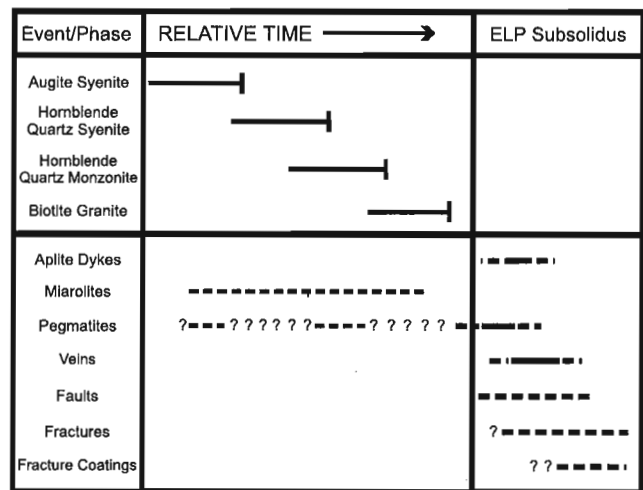 Event/Phase RELATIVE TIME ELP Subsolidus
Augite Syenite
Hornblende
Quartz Syenite
Hornblende
Quartz Monzonite
Biotite Granite
Aplite Dykes
Miarolites
Pegmatites ? ? ? ? ? ? ? ? ? ? ? ?
Veins
Faults
Fractures ?
Fracture Coatings ? ?